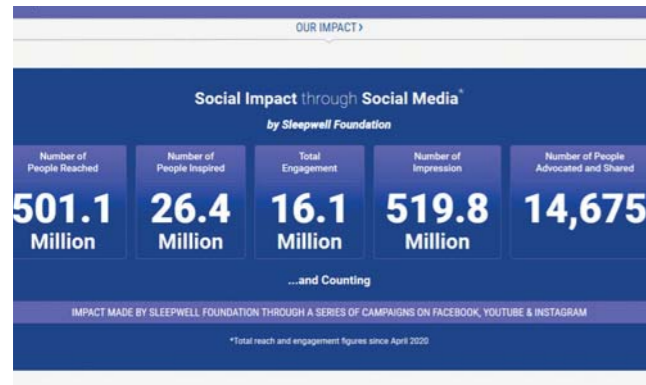 OUR IMPACT >
Social Impact through Social Media*
by Sleepwell Foundation
Number of
People Reached
501.1
Million
Number of
People Inspired
26.4
Million
Total
Engagement
16.1
Million
Number of
Impression
519.8
Million
Number of People
Advocated and Shared
14,675
...and Counting
IMPACT MADE BY SLEEPWELL FOUNDATION THROUGH A SERIES OF CAMPAIGNS ON FACEBOOK, YOUTUBE & INSTAGRAM
*Total reach and engagement figures since April 2020